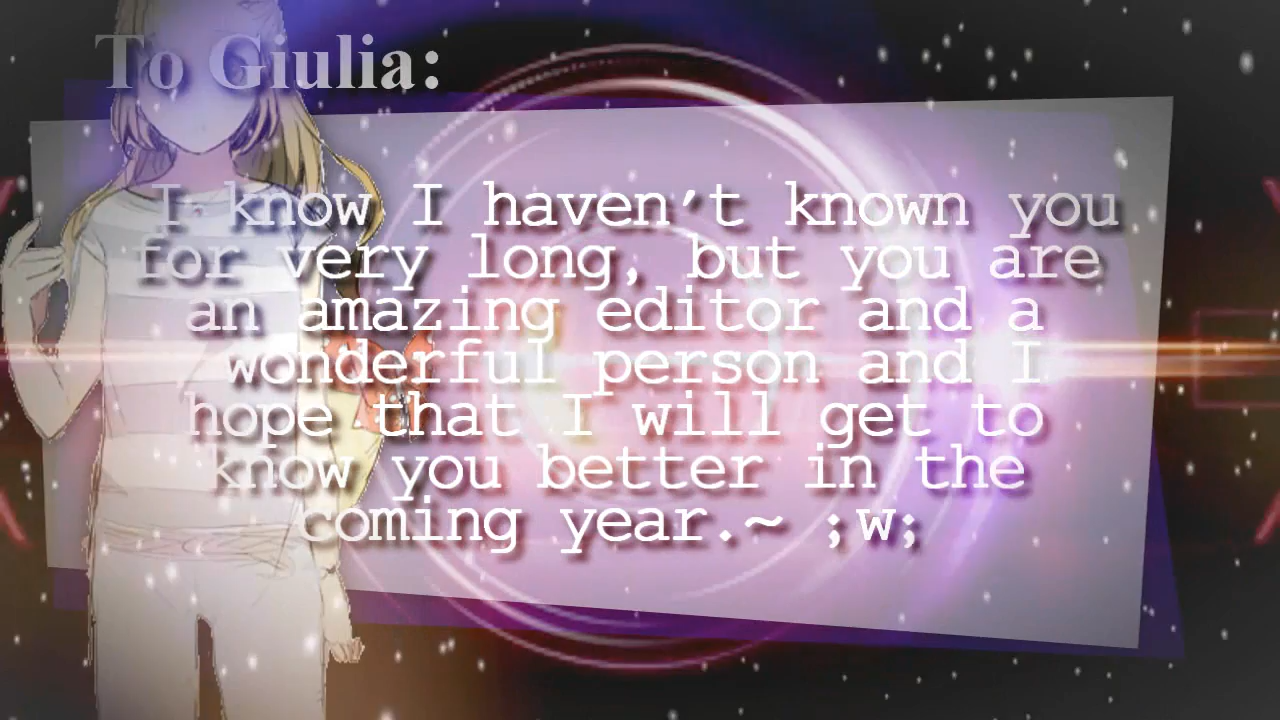 To Giulia:
I know I haven't known you
for very long, but you are
an amazing editor and a
wonderful person and I
hope that I will get to
know you better in the
coming year.~ ;w;